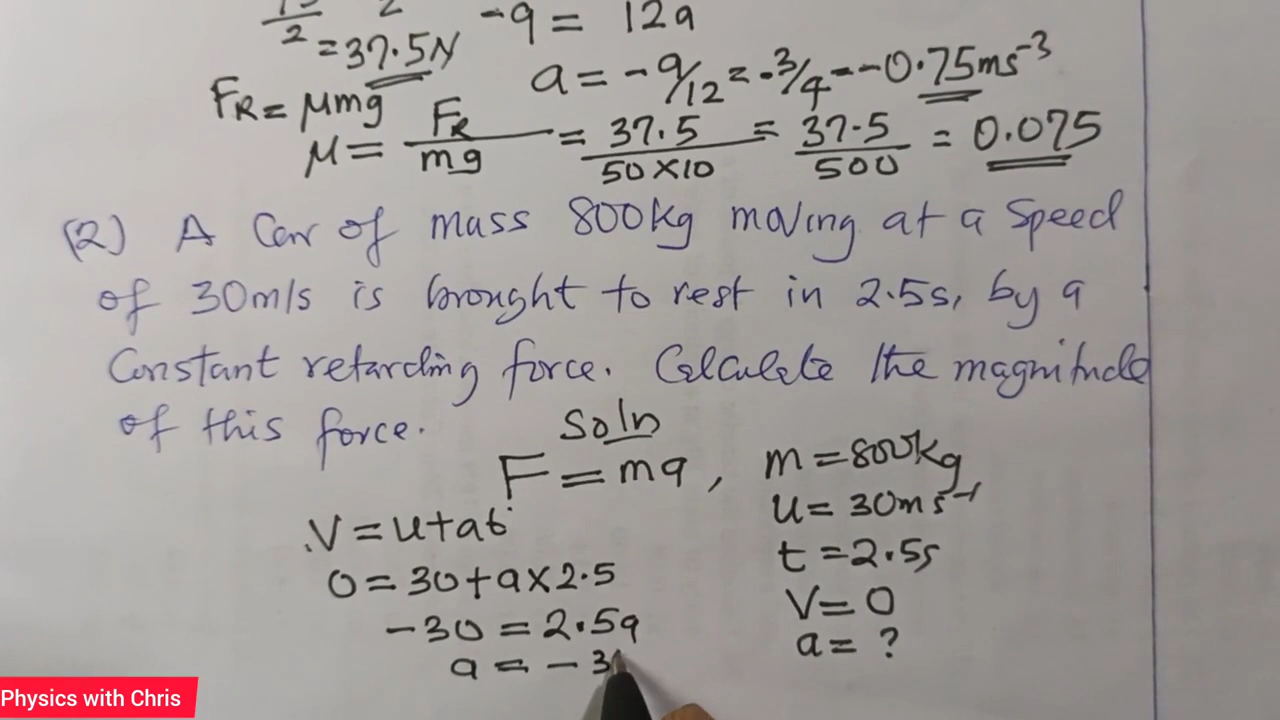 -9 = 12a
2
= 37.5N
a = -9/12 = -3/4 = -0.75ms⁻³
FR = μmg
μ = FR/mg = 37.5/50×10 = 37.5/500 = 0.075
(2) A Car of mass 800kg moving at a speed
of 30m/s is brought to rest in 2.5s, by a
Constant retarding force. Calculate the magnitude
of this force.
Soln
F = ma, m = 800kg
V = u+at
u = 30ms⁻¹
0 = 30+a×2.5
t = 2.5s
-30 = 2.5a
V = 0
a = -3
a = ?
Physics with Chris